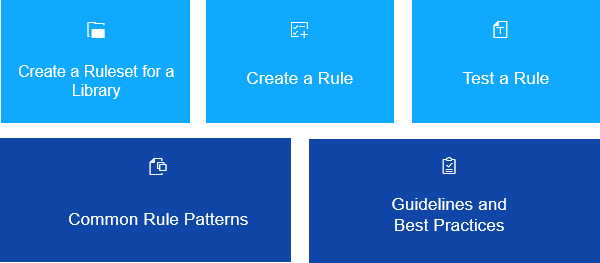 Create a Ruleset for a
Library
Create a Rule
Test a Rule
Common Rule Patterns
Guidelines and
Best Practices